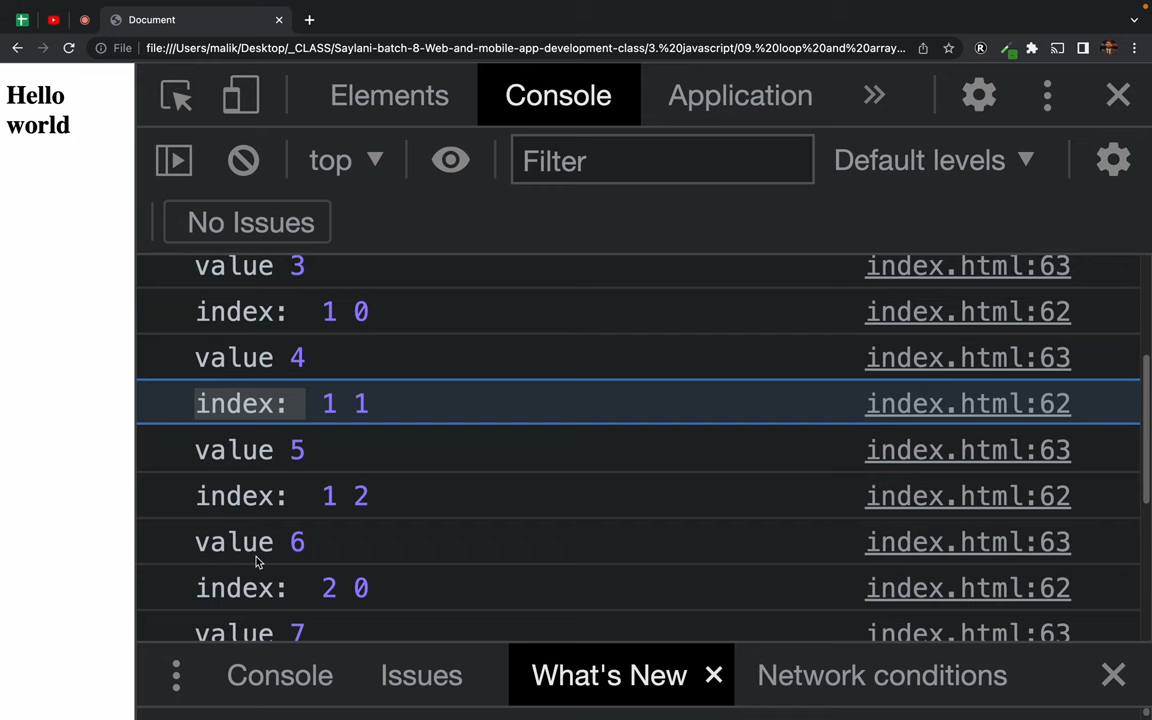 Document
File
file:///Users/malik/Desktop/_CLASS/Saylani-batch-8-Web-and-mobile-app-development-class/3.%20javascript/09.%20loop%20and%20array...
Hello
world
Elements
Console
Application
top
Filter
Default levels
No Issues
value 3 index.html:63
index: 1 0 index.html:62
value 4 index.html:63
index: 1 1 index.html:62
value 5 index.html:63
index: 1 2 index.html:62
value 6 index.html:63
index: 2 0 index.html:62
value 7 index.html:63
Console
Issues
What's New
Network conditions